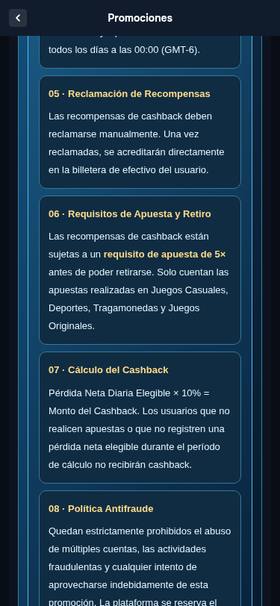 Promociones
todos los días a las 00:00 (GMT-6).
05 · Reclamación de Recompensas
Las recompensas de cashback deben
reclamarse manualmente. Una vez
reclamadas, se acreditarán directamente
en la billetera de efectivo del usuario.
06 · Requisitos de Apuesta y Retiro
Las recompensas de cashback están
sujetas a un requisito de apuesta de 5×
antes de poder retirarse. Solo cuentan las
apuestas realizadas en Juegos Casuales,
Deportes, Tragamonedas y Juegos
Originales.
07 · Cálculo del Cashback
Pérdida Neta Diaria Elegible × 10% =
Monto del Cashback. Los usuarios que no
realicen apuestas o que no registren una
pérdida neta elegible durante el período
de cálculo no recibirán cashback.
08 · Política Antifraude
Quedan estrictamente prohibidos el abuso
de múltiples cuentas, las actividades
fraudulentas y cualquier intento de
aprovecharse indebidamente de esta
promoción. La plataforma se reserva el